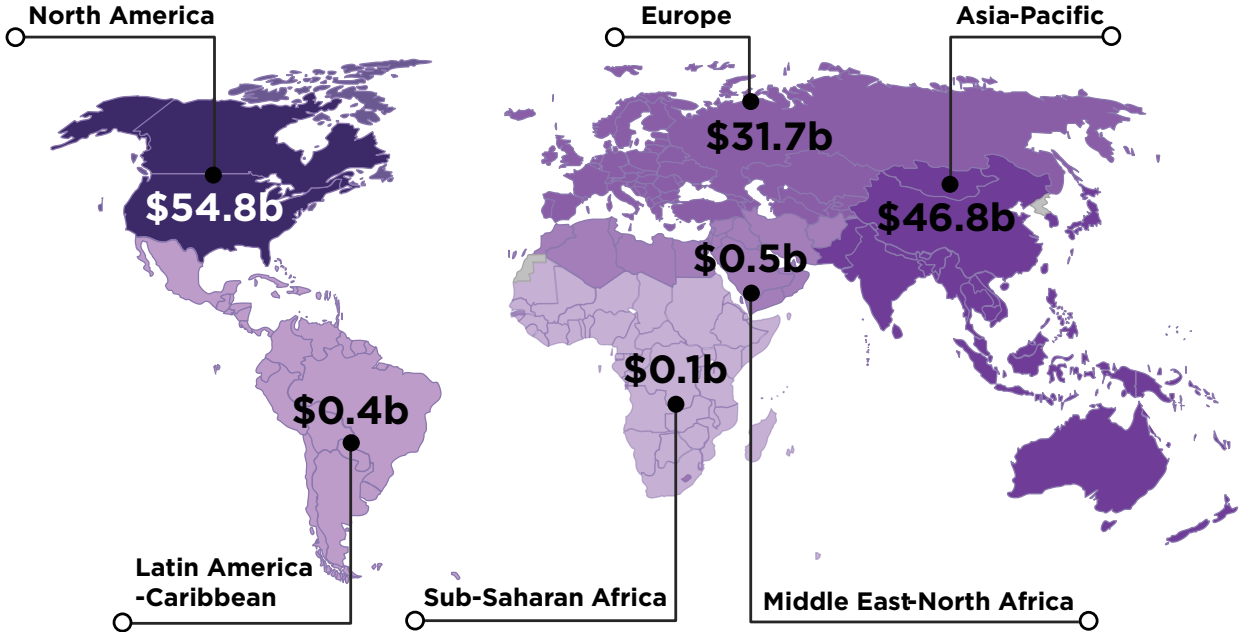 North America
Europe
Asia-Pacific
$31.7b
$54.8b
$46.8b
$0.5b
$0.1b
$0.4b
Latin America
-Caribbean
Sub-Saharan Africa
Middle East-North Africa